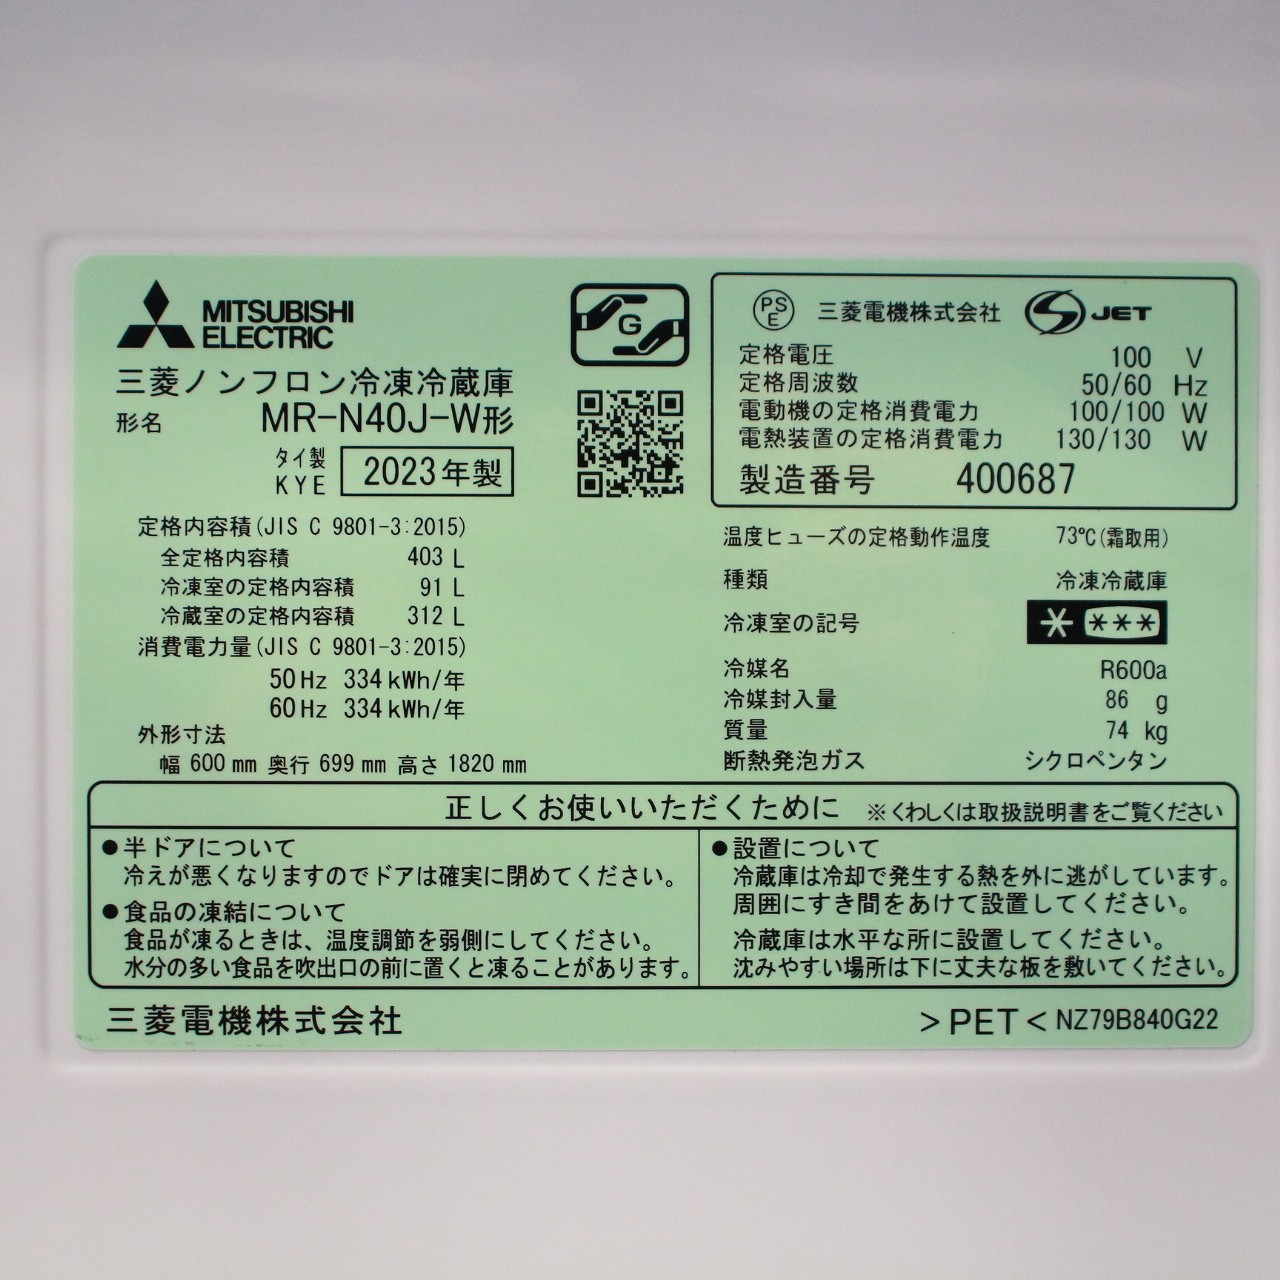 MITSUBISHI
ELECTRIC
三菱ノンフロン冷凍冷蔵庫
形名 MR-N40J-W形
タイ製
KYE
2023年製
G
PS
E
三菱電機株式会社
JET
定格電圧 100 V
定格周波数 50/60 Hz
電動機の定格消費電力 100/100 W
電熱装置の定格消費電力 130/130 W
製造番号 400687
定格内容積(JIS C 9801-3:2015)
全定格内容積 403 L
冷凍室の定格内容積 91 L
冷蔵室の定格内容積 312 L
消費電力量(JIS C 9801-3:2015)
50Hz 334kWh/年
60Hz 334kWh/年
外形寸法
幅 600mm 奥行 699mm 高さ 1820mm
温度ヒューズの定格動作温度 73℃(霜取用)
種類 冷凍冷蔵庫
冷凍室の記号 * ***
冷媒名 R600a
冷媒封入量 86 g
質量 74 kg
断熱発泡ガス シクロペンタン
正しくお使いいただくために ※くわしくは取扱説明書をご覧ください
●半ドアについて
冷えが悪くなりますのでドアは確実に閉めてください。
●食品の凍結について
食品が凍るときは、温度調節を弱側にしてください。
水分の多い食品を吹出口の前に置くと凍ることがあります。
●設置について
冷蔵庫は冷却で発生する熱を外に逃がしています。
周囲にすき間をあけて設置してください。
冷蔵庫は水平な所に設置してください。
沈みやすい場所は下に丈夫な板を敷いてください。
三菱電機株式会社
>PET< NZ79B840G22